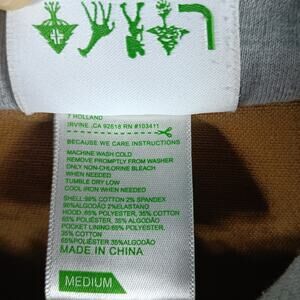 7 HOLLAND
IRVINE ,CA 92618 RN #103411
BECAUSE WE CARE INSTRUCTIONS
MACHINE WASH COLD
REMOVE PROMPTLY FROM WASHER
ONLY NON-CHLORINE BLEACH
WHEN NEEDED
TUMBLE DRY LOW
COOL IRON WHEN NEEDED
SHELL:98% COTTON 2% SPANDEX
98%ALGODÃO 2%ELASTANO
HOOD :65% POLYESTER, 35% COTTON
65% POLIÉSTER, 35% ALGODÃO
POCKET LINING:65% POLYESTER,
35% COTTON
65%POLIÉSTER 35%ALGODÃO
MADE IN CHINA
MEDIUM